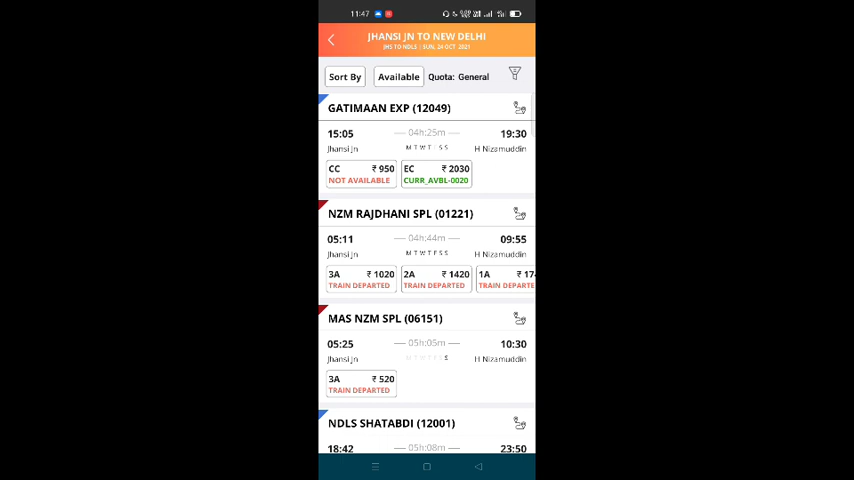 11:47
JHANSI JN TO NEW DELHI
JHS TO NDLS | SUN, 24 OCT 2021
Sort By Available Quota: General
GATIMAAN EXP (12049)
15:05 04h:25m 19:30
Jhansi Jn M T W T F S S H Nizamuddin
CC ₹ 950 EC ₹ 2030
NOT AVAILABLE CURR_AVBL-0020
NZM RAJDHANI SPL (01221)
05:11 04h:44m 09:55
Jhansi Jn M T W T F S S H Nizamuddin
3A ₹ 1020 2A ₹ 1420 1A ₹ 17
TRAIN DEPARTED TRAIN DEPARTED TRAIN DEPARTE
MAS NZM SPL (06151)
05:25 05h:05m 10:30
Jhansi Jn M T W T F S S H Nizamuddin
3A ₹ 520
TRAIN DEPARTED
NDLS SHATABDI (12001)
18:42 05h:08m 23:50